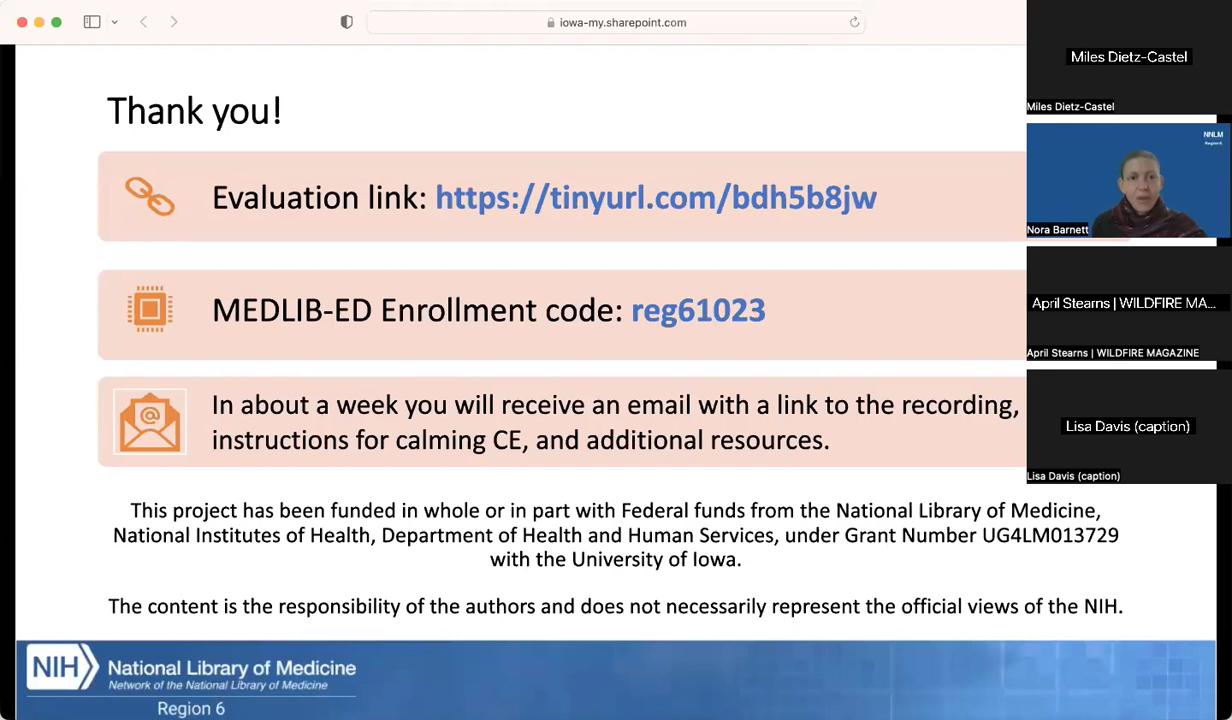 iowa-my.sharepoint.com
Thank you!
Evaluation link: https://tinyurl.com/bdh5b8jw
MEDLIB-ED Enrollment code: reg61023
In about a week you will receive an email with a link to the recording,
instructions for calming CE, and additional resources.
This project has been funded in whole or in part with Federal funds from the National Library of Medicine,
National Institutes of Health, Department of Health and Human Services, under Grant Number UG4LM013729
with the University of Iowa.
The content is the responsibility of the authors and does not necessarily represent the official views of the NIH.
NIH National Library of Medicine
Network of the National Library of Medicine
Region 6
Miles Dietz-Castel
Miles Dietz-Castel
NNLM
Region 6
Nora Barnett
April Stearns | WILDFIRE MA...
April Stearns | WILDFIRE MAGAZINE
Lisa Davis (caption)
Lisa Davis (caption)